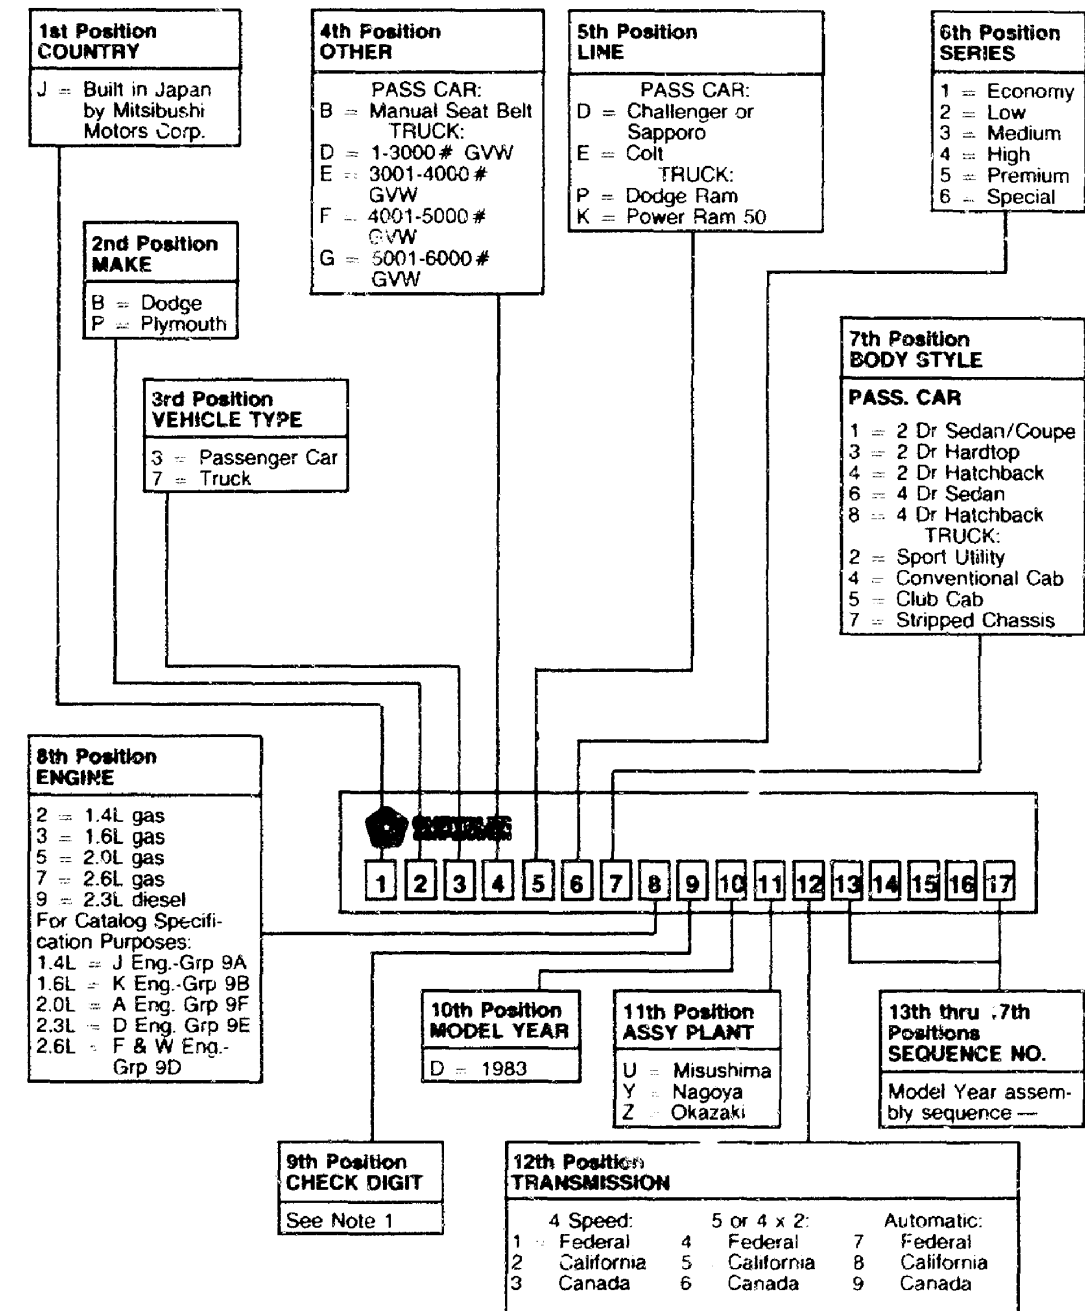 1st Position
COUNTRY
J = Built in Japan
by Mitsibushi
Motors Corp.
2nd Position
MAKE
B = Dodge
P = Plymouth
3rd Position
VEHICLE TYPE
3 = Passenger Car
7 = Truck
4th Position
OTHER
PASS CAR:
B = Manual Seat Belt
TRUCK:
D = 1-3000# GVW
E = 3001-4000#
GVW
F = 4001-5000#
GVW
G = 5001-6000#
GVW
5th Position
LINE
PASS CAR:
D = Challenger or
Sapporo
E = Colt
TRUCK:
P = Dodge Ram
K = Power Ram 50
6th Position
SERIES
1 = Economy
2 = Low
3 = Medium
4 = High
5 = Premium
6 = Special
7th Position
BODY STYLE
PASS. CAR
1 = 2 Dr Sedan/Coupe
3 = 2 Dr Hardtop
4 = 2 Dr Hatchback
6 = 4 Dr Sedan
8 = 4 Dr Hatchback
TRUCK:
2 = Sport Utility
4 = Conventional Cab
5 = Club Cab
7 = Stripped Chassis
8th Position
ENGINE
2 = 1.4L gas
3 = 1.6L gas
5 = 2.0L gas
7 = 2.6L gas
9 = 2.3L diesel
For Catalog Specifi-
cation Purposes:
1.4L = J Eng.-Grp 9A
1.6L = K Eng.-Grp 9B
2.0L = A Eng. Grp 9F
2.3L = D Eng. Grp 9E
2.6L = F & W Eng.-
Grp 9D
1 2 3 4 5 6 7 8 9 10 11 12 13 14 15 16 17
9th Position
CHECK DIGIT
See Note 1
10th Position
MODEL YEAR
D = 1983
11th Position
ASSY PLANT
U = Misushima
Y = Nagoya
Z = Okazaki
12th Position
TRANSMISSION
4 Speed: 5 or 4 x 2: Automatic:
1 = Federal 4 Federal 7 Federal
2 California 5 California 8 California
3 Canada 6 Canada 9 Canada
13th thru .7th
Positions
SEQUENCE NO.
Model Year assem-
bly sequence —